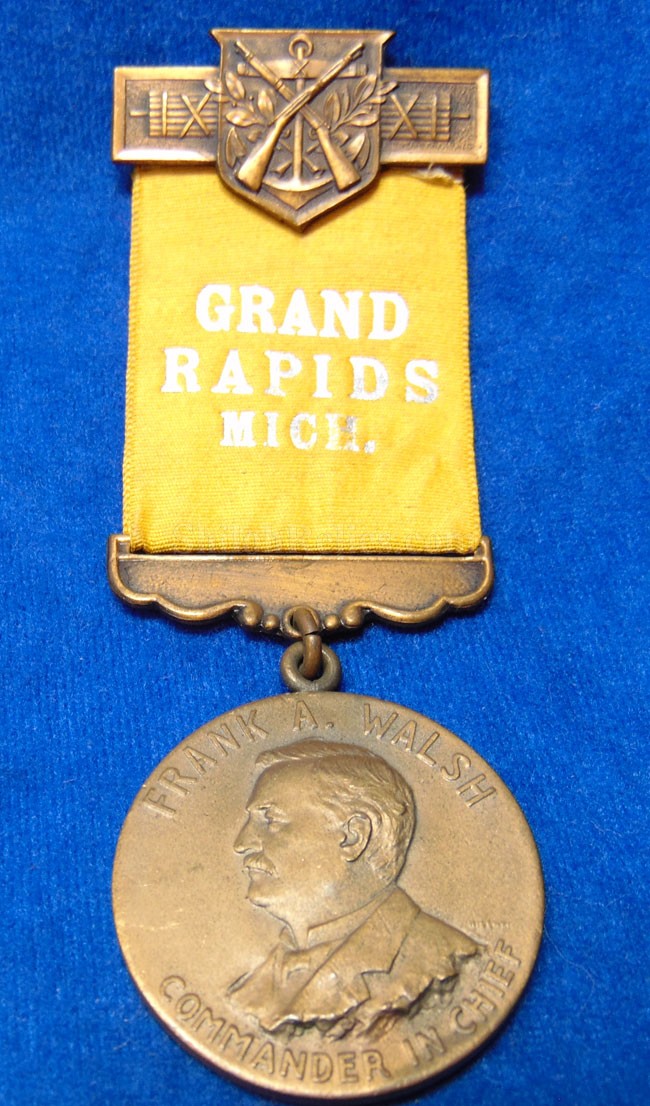 IX XI
GRAND
RAPIDS
MICH.
FRANK A. WALSH
COMMANDER IN CHIEF